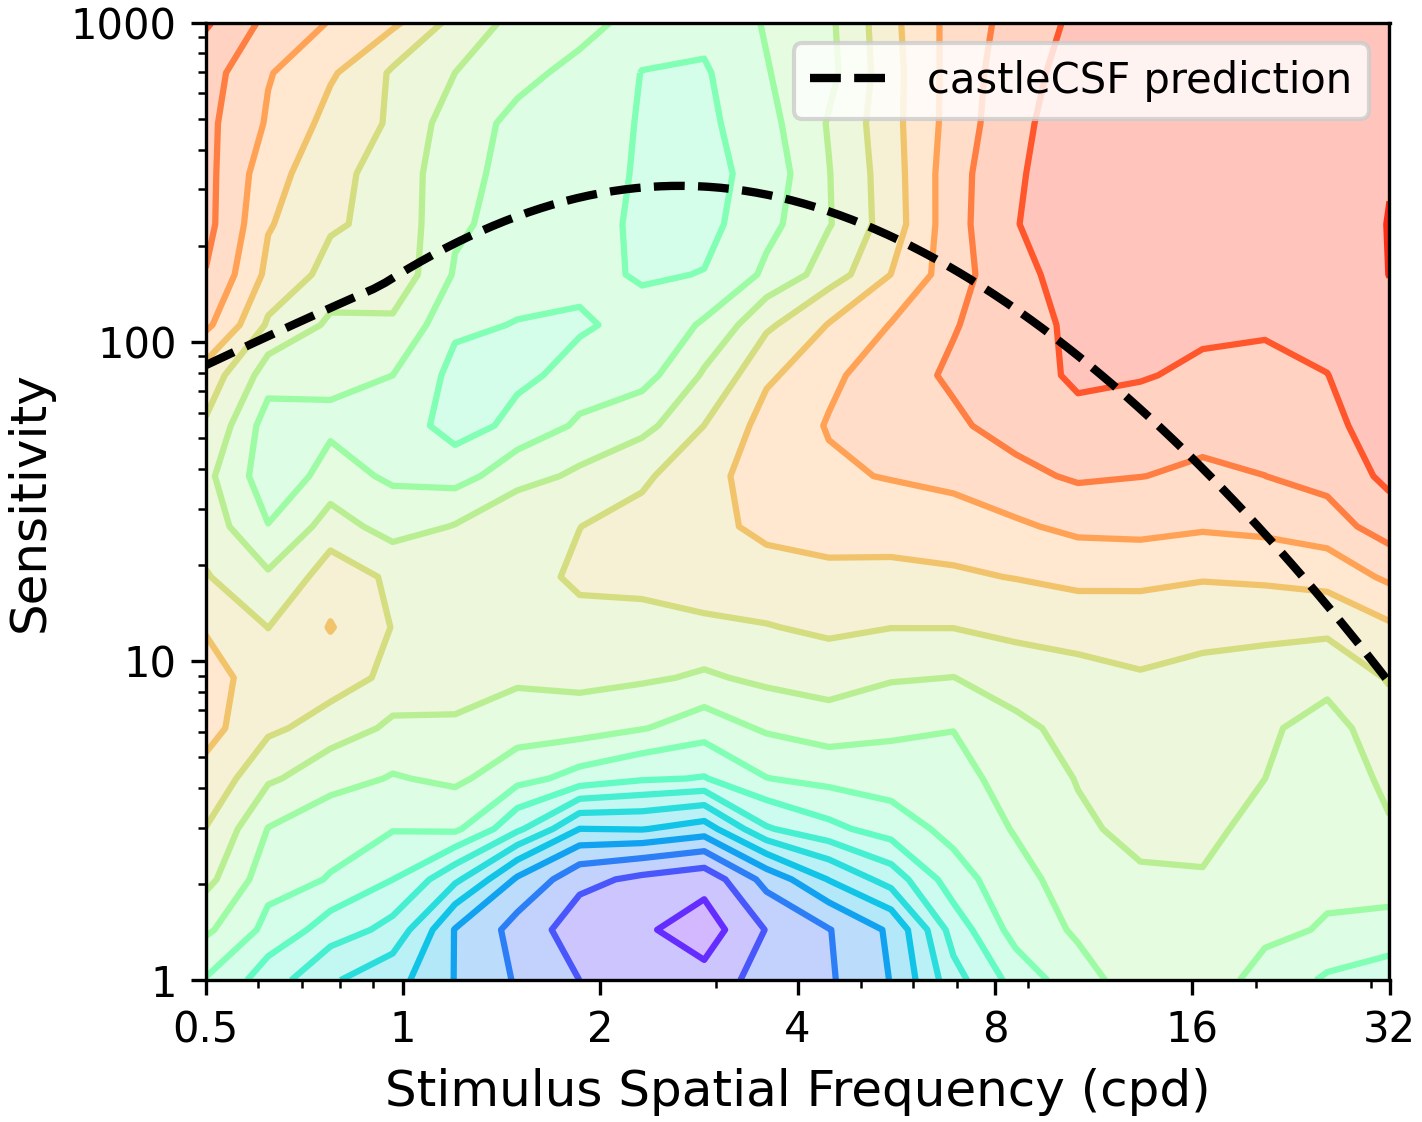 1000
castleCSF prediction
100
Sensitivity
10
1
0.5 1 2 4 8 16 32
Stimulus Spatial Frequency (cpd)